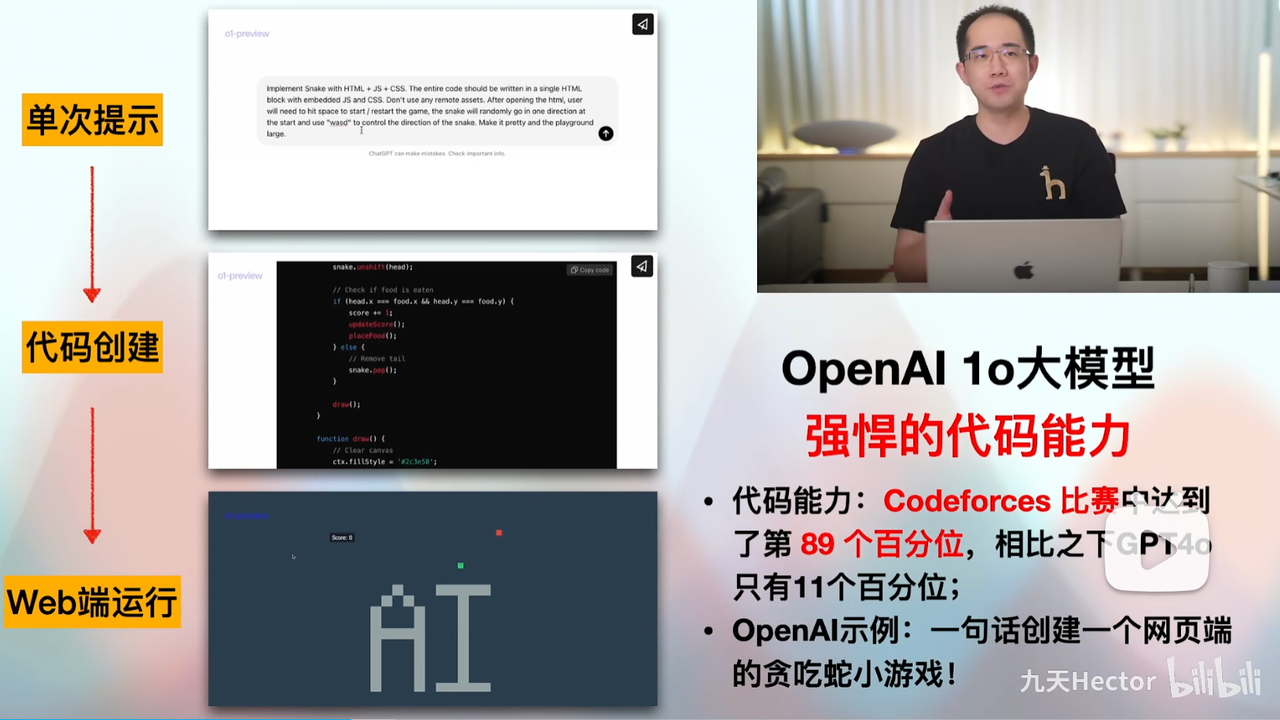 单次提示
代码创建
Web端运行
o1-preview
Implement Snake with HTML + JS + CSS. The entire code should be written in a single HTML
block with embedded JS and CSS. Don't use any remote assets. After opening the html, user
will need to hit space to start / restart the game, the snake will randomly go in one direction at
the start and use "wasd" to control the direction of the snake. Make it pretty and the playground
large.
ChatGPT can make mistakes. Check important info.
o1-preview
Copy code
snake.unshift(head);
// Check if food is eaten
if (head.x === food.x && head.y === food.y) {
score += 1;
updateScore();
placeFood();
} else {
// Remove tail
snake.pop();
}
draw();
}
function draw() {
// Clear canvas
ctx.fillStyle = '#2c3e50';
o1-preview
Score: 0
AI
OpenAI 1o大模型
强悍的代码能力
• 代码能力：Codeforces 比赛中达到
了第 89 个百分位，相比之下GPT4o
只有11个百分位；
• OpenAI示例：一句话创建一个网页端
的贪吃蛇小游戏！
九天Hector bilibili